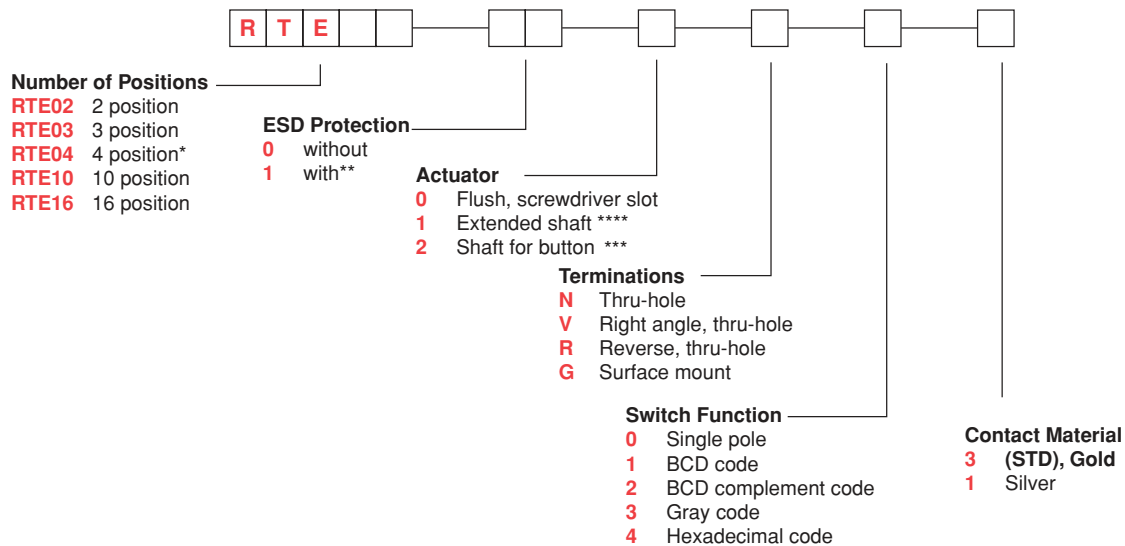 R T E
Number of Positions
RTE02 2 position
RTE03 3 position
RTE04 4 position*
RTE10 10 position
RTE16 16 position
ESD Protection
0 without
1 with**
Actuator
0 Flush, screwdriver slot
1 Extended shaft ****
2 Shaft for button ***
Terminations
N Thru-hole
V Right angle, thru-hole
R Reverse, thru-hole
G Surface mount
Switch Function
0 Single pole
1 BCD code
2 BCD complement code
3 Gray code
4 Hexadecimal code
Contact Material
3 (STD), Gold
1 Silver